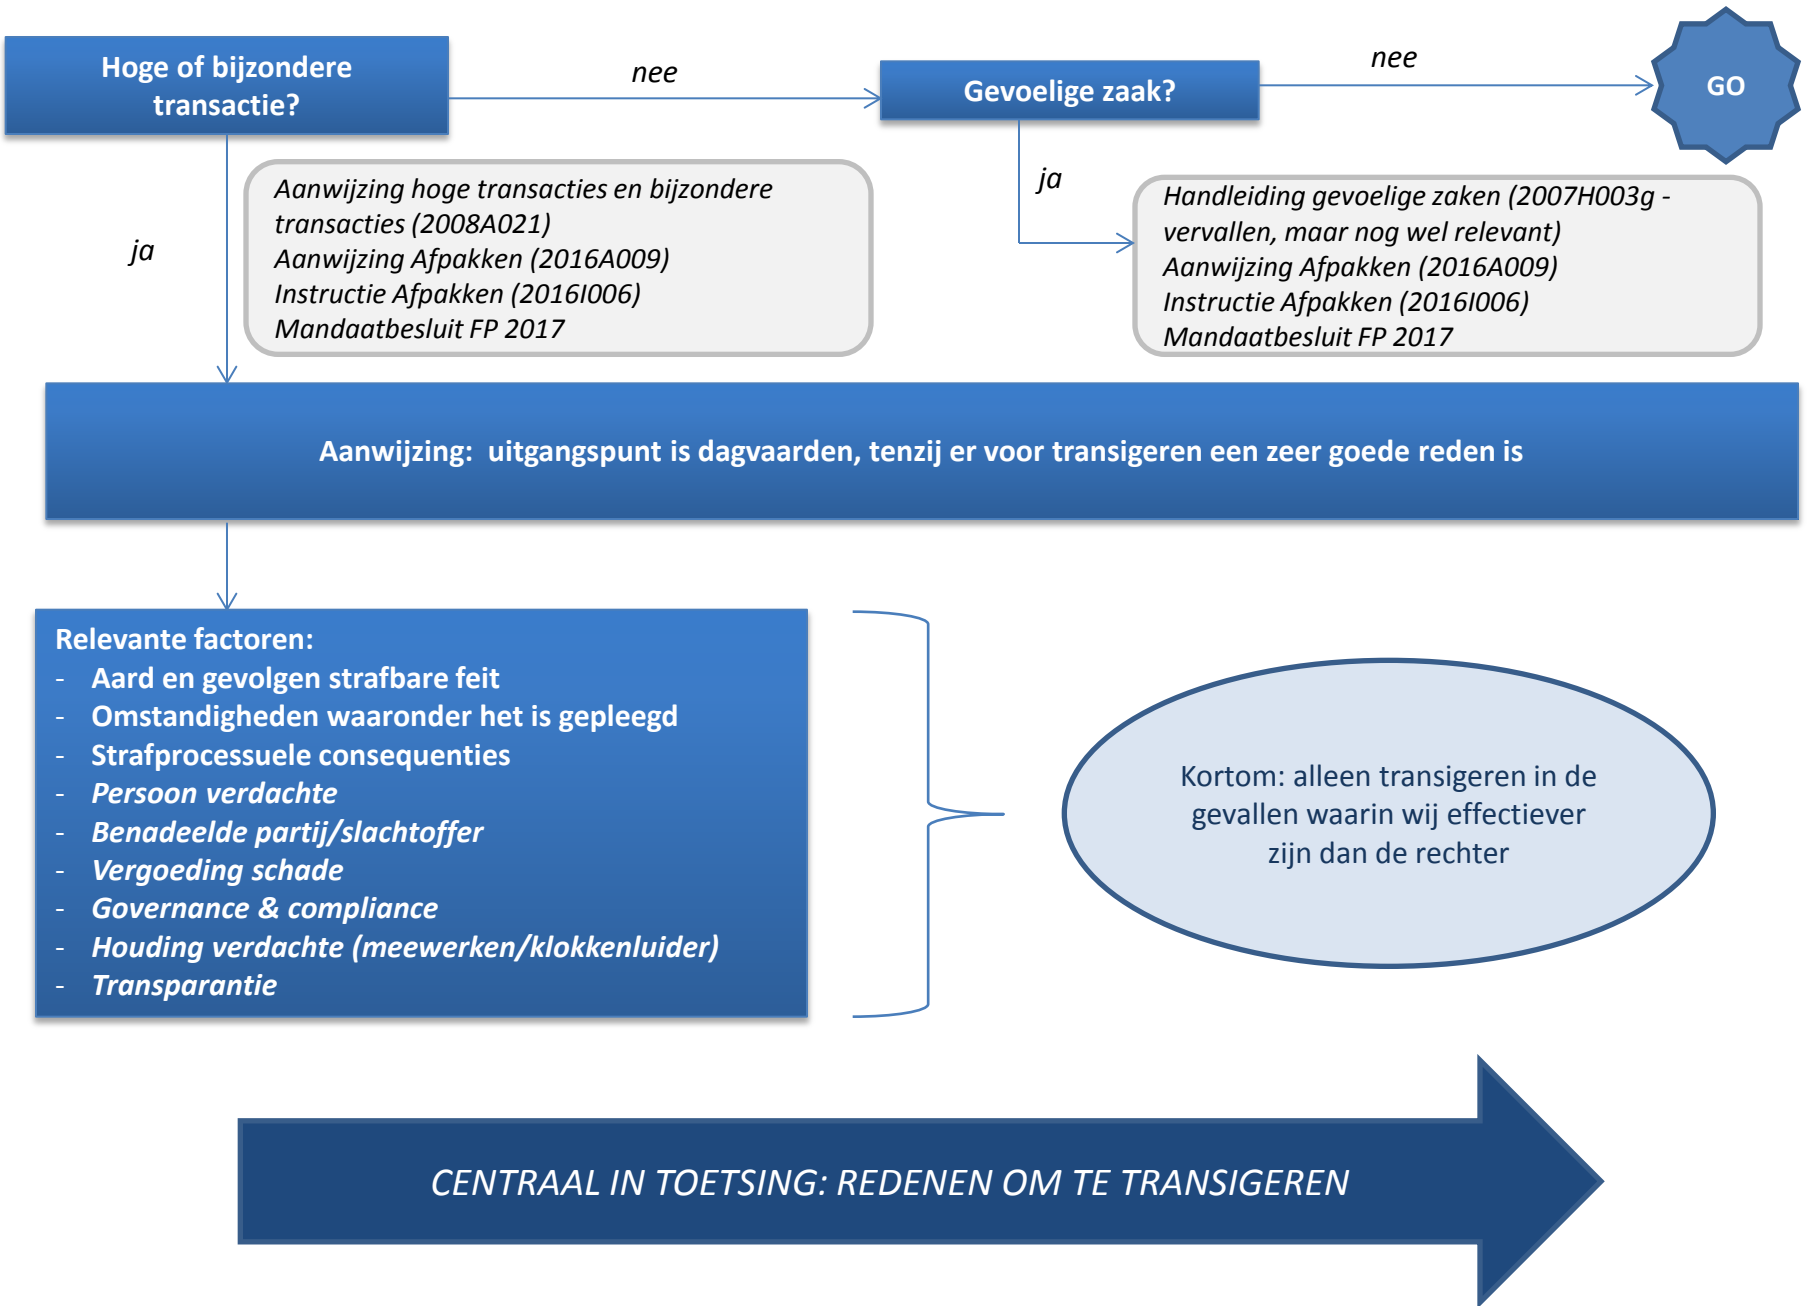 Hoge of bijzondere
transactie?
nee
Gevoelige zaak?
nee
GO
ja
Aanwijzing hoge transacties en bijzondere
transacties (2008A021)
Aanwijzing Afpakken (2016A009)
Instructie Afpakken (2016I006)
Mandaatbesluit FP 2017
ja
Handleiding gevoelige zaken (2007H003g -
vervallen, maar nog wel relevant)
Aanwijzing Afpakken (2016A009)
Instructie Afpakken (2016I006)
Mandaatbesluit FP 2017
Aanwijzing:  uitgangspunt is dagvaarden, tenzij er voor transigeren een zeer goede reden is
Relevante factoren:
- Aard en gevolgen strafbare feit
- Omstandigheden waaronder het is gepleegd
- Strafprocessuele consequenties
- Persoon verdachte
- Benadeelde partij/slachtoffer
- Vergoeding schade
- Governance & compliance
- Houding verdachte (meewerken/klokkenluider)
- Transparantie
Kortom: alleen transigeren in de
gevallen waarin wij effectiever
zijn dan de rechter
CENTRAAL IN TOETSING: REDENEN OM TE TRANSIGEREN